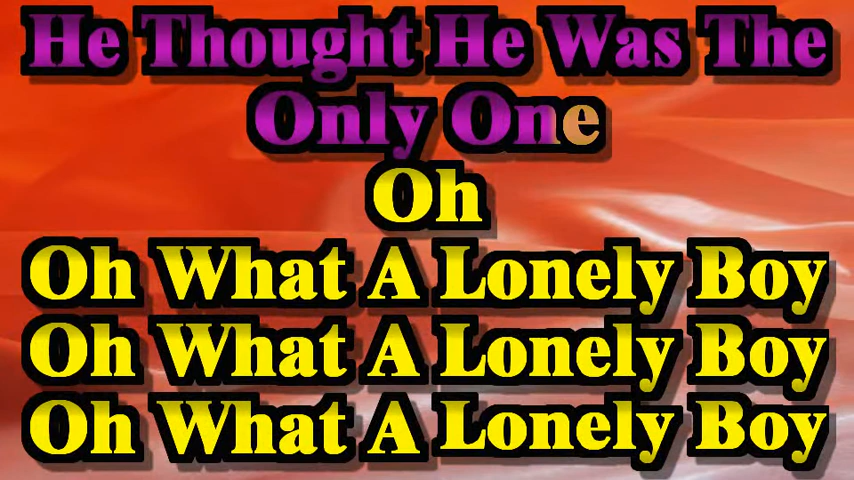 He Thought He Was The
Only One
Oh
Oh What A Lonely Boy
Oh What A Lonely Boy
Oh What A Lonely Boy